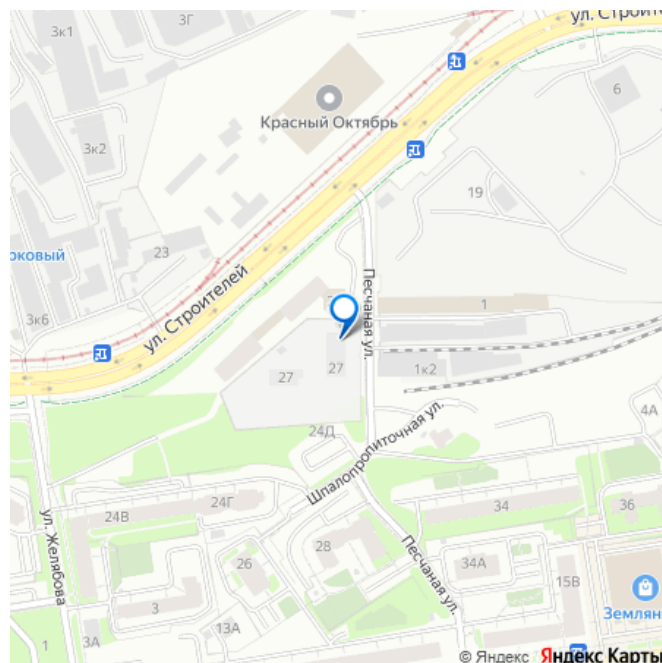 ул. Строителей
3к1
3Г
6
Красный Октябрь
3к2
19
23
ул. Строителей
3к6
Песчаная ул.
1
27
27
1к2
24Д
Шпалопропиточная ул.
4А
24В
24Г
34
36
ул. Желябова
28
26
Песчаная ул.
34А
15В
3
13А
3А
1
© Яндекс Яндекс Карты